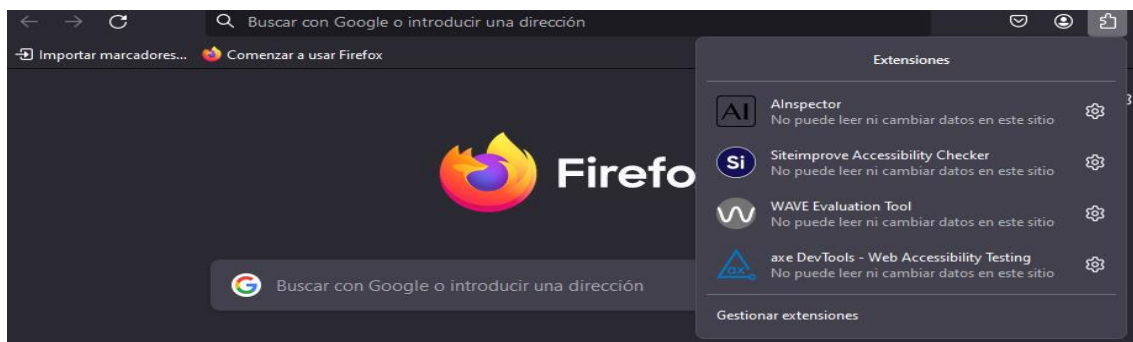 Buscar con Google o introducir una dirección
Importar marcadores... Comenzar a usar Firefox
Extensiones
AI
AInspector
No puede leer ni cambiar datos en este sitio
Si
Siteimprove Accessibility Checker
No puede leer ni cambiar datos en este sitio
Firefo
WAVE Evaluation Tool
No puede leer ni cambiar datos en este sitio
ax
axe DevTools - Web Accessibility Testing
No puede leer ni cambiar datos en este sitio
Buscar con Google o introducir una dirección
Gestionar extensiones